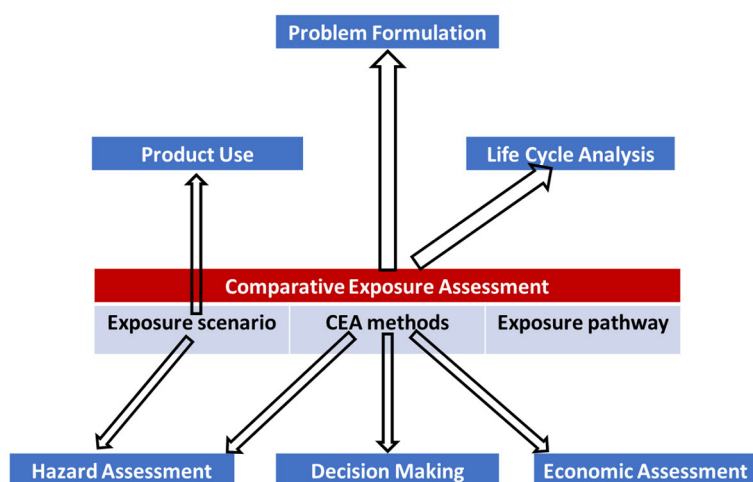 Problem Formulation
Product Use
Life Cycle Analysis
Comparative Exposure Assessment
Exposure scenario
CEA methods
Exposure pathway
Hazard Assessment
Decision Making
Economic Assessment